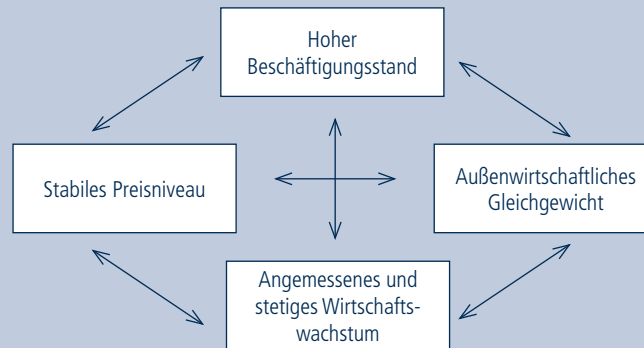 Hoher
Beschäftigungsstand
Stabiles Preisniveau
Außenwirtschaftliches
Gleichgewicht
Angemessenes und
stetiges Wirtschafts-
wachstum